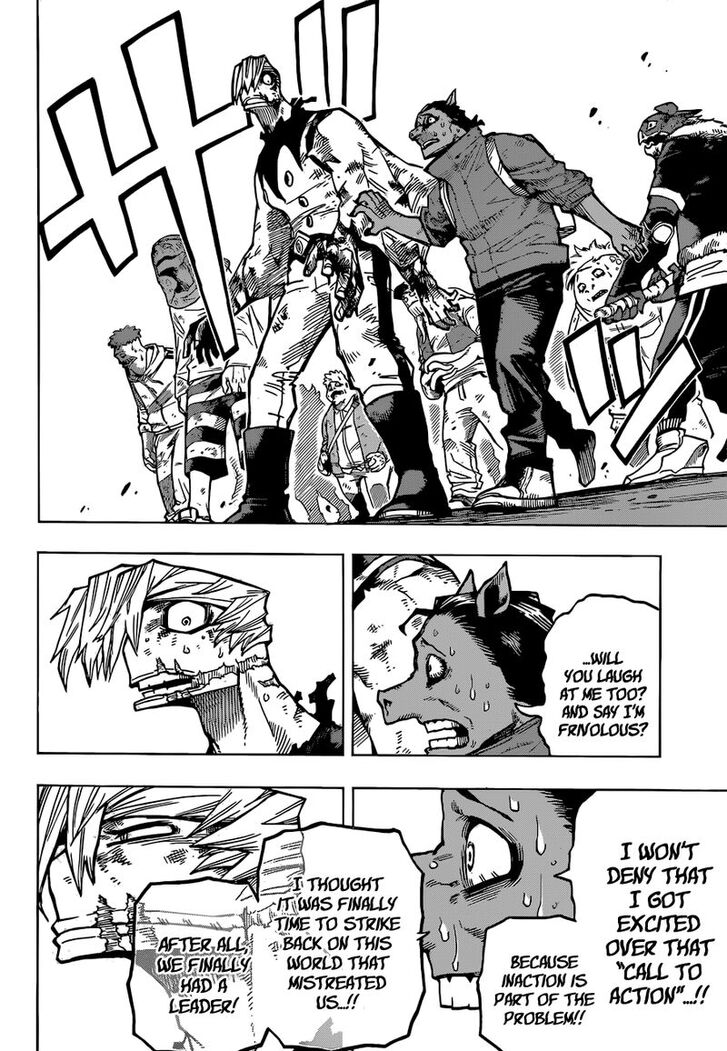 ザッ
...WILL
YOU LAUGH
AT ME TOO?
AND SAY I'M
FRIVOLOUS?
I WON'T
DENY THAT
I GOT
EXCITED
OVER THAT
"CALL TO
ACTION"...!!
BECAUSE
INACTION IS
PART OF THE
PROBLEM!!
I THOUGHT
IT WAS FINALLY
TIME TO STRIKE
BACK ON THIS
WORLD THAT
MISTREATED
US...!!
AFTER ALL,
WE FINALLY
HAD A
LEADER!